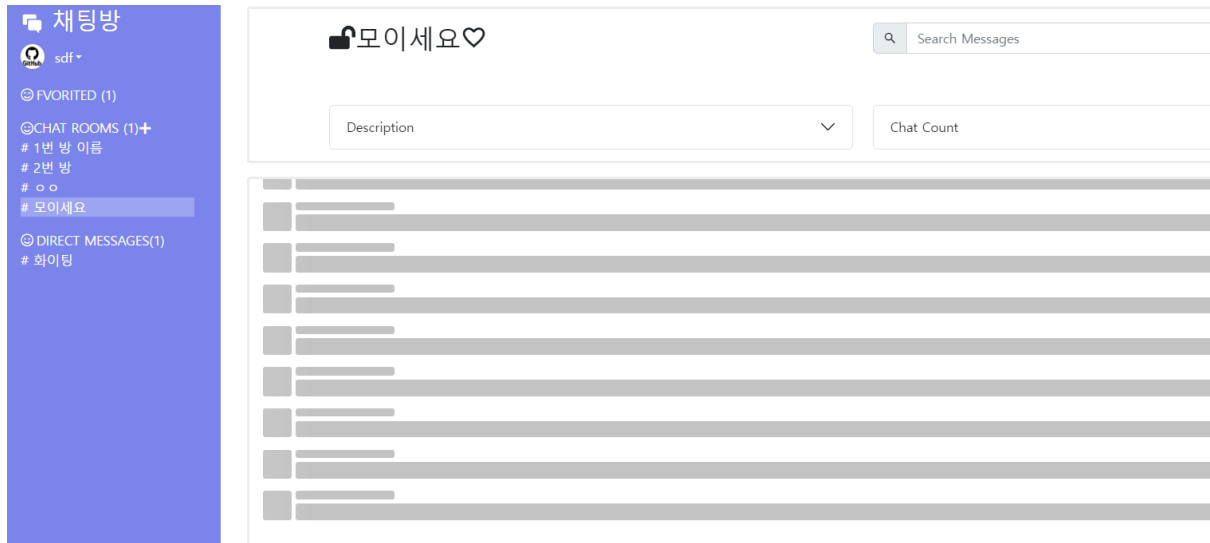 채팅방
GitHub
sdf
FVORITED (1)
CHAT ROOMS (1)+
# 1번 방 이름
# 2번 방
# ㅇㅇ
# 모이세요
DIRECT MESSAGES(1)
# 화이팅
모이세요
Search Messages
Description
Chat Count